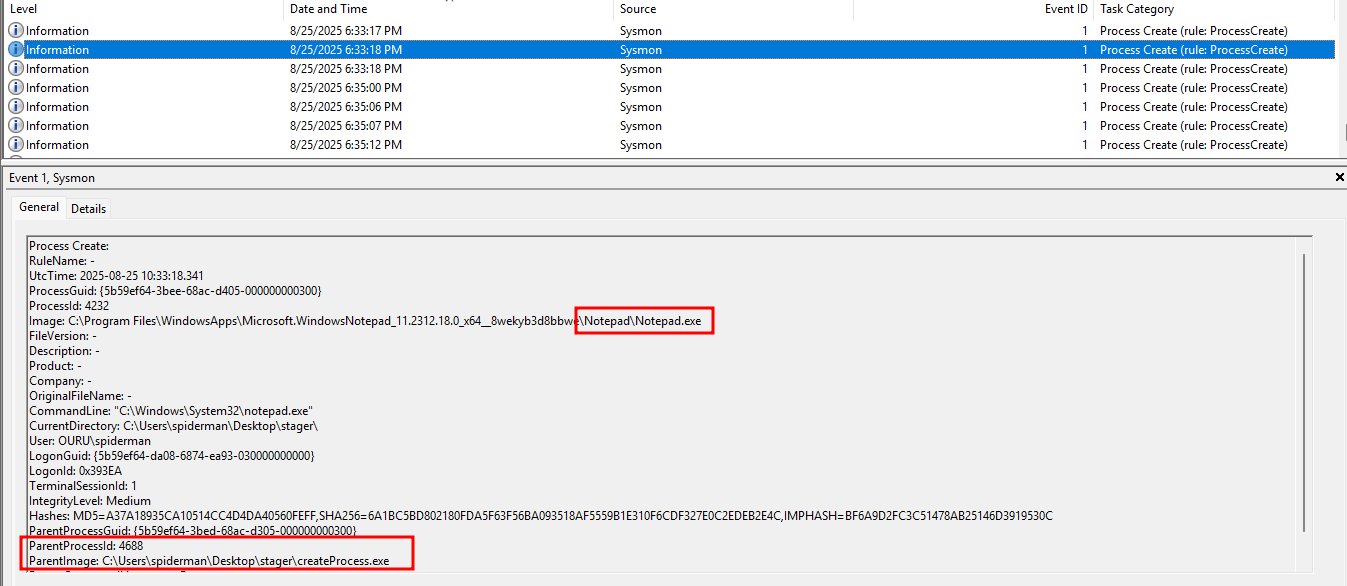 Level Date and Time Source Event ID Task Category
Information 8/25/2025 6:33:17 PM Sysmon 1 Process Create (rule: ProcessCreate)
Information 8/25/2025 6:33:18 PM Sysmon 1 Process Create (rule: ProcessCreate)
Information 8/25/2025 6:33:18 PM Sysmon 1 Process Create (rule: ProcessCreate)
Information 8/25/2025 6:35:00 PM Sysmon 1 Process Create (rule: ProcessCreate)
Information 8/25/2025 6:35:06 PM Sysmon 1 Process Create (rule: ProcessCreate)
Information 8/25/2025 6:35:07 PM Sysmon 1 Process Create (rule: ProcessCreate)
Information 8/25/2025 6:35:12 PM Sysmon 1 Process Create (rule: ProcessCreate)
Event 1, Sysmon
General Details
Process Create:
RuleName: -
UtcTime: 2025-08-25 10:33:18.341
ProcessGuid: {5b59ef64-3bee-68ac-d405-000000000300}
ProcessId: 4232
Image: C:\Program Files\WindowsApps\Microsoft.WindowsNotepad_11.2312.18.0_x64__8wekyb3d8bbwe\Notepad\Notepad.exe
FileVersion: -
Description: -
Product: -
Company: -
OriginalFileName: -
CommandLine: "C:\Windows\System32\notepad.exe"
CurrentDirectory: C:\Users\spiderman\Desktop\stager\
User: OURU\spiderman
LogonGuid: {5b59ef64-da08-6874-ea93-030000000000}
LogonId: 0x393EA
TerminalSessionId: 1
IntegrityLevel: Medium
Hashes: MD5=A37A18935CA10514CC4D4DA40560FEFF,SHA256=6A1BC5BD802180FDA5F63F56BA093518AF5559B1E310F6CDF327E0C2EDEB2E4C,IMPHASH=BF6A9D2FC3C51478AB25146D3919530C
ParentProcessGuid: {5b59ef64-3bed-68ac-d305-000000000300}
ParentProcessId: 4688
ParentImage: C:\Users\spiderman\Desktop\stager\createProcess.exe